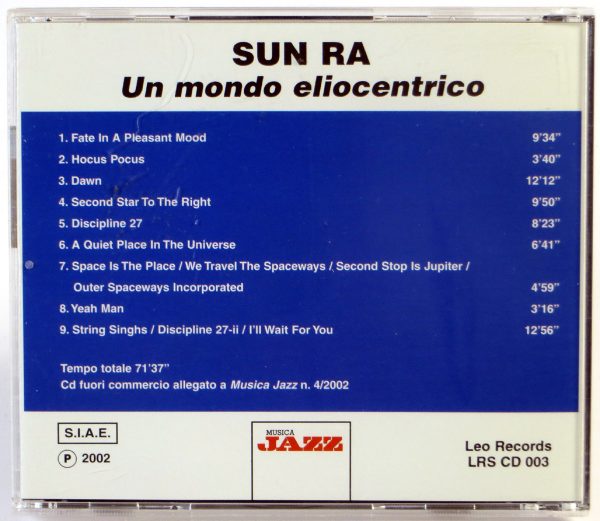 SUN RA
Un mondo eliocentrico
1. Fate In A Pleasant Mood 9'34"
2. Hocus Pocus 3'40"
3. Dawn 12'12"
4. Second Star To The Right 9'50"
5. Discipline 27 8'23"
6. A Quiet Place In The Universe 6'41"
7. Space Is The Place / We Travel The Spaceways / Second Stop Is Jupiter /
Outer Spaceways Incorporated 4'59"
8. Yeah Man 3'16"
9. String Singhs / Discipline 27-ii / I'll Wait For You 12'56"
Tempo totale 71'37"
Cd fuori commercio allegato a Musica Jazz n. 4/2002
S.I.A.E.
℗ 2002
MUSICA
JAZZ
Leo Records
LRS CD 003